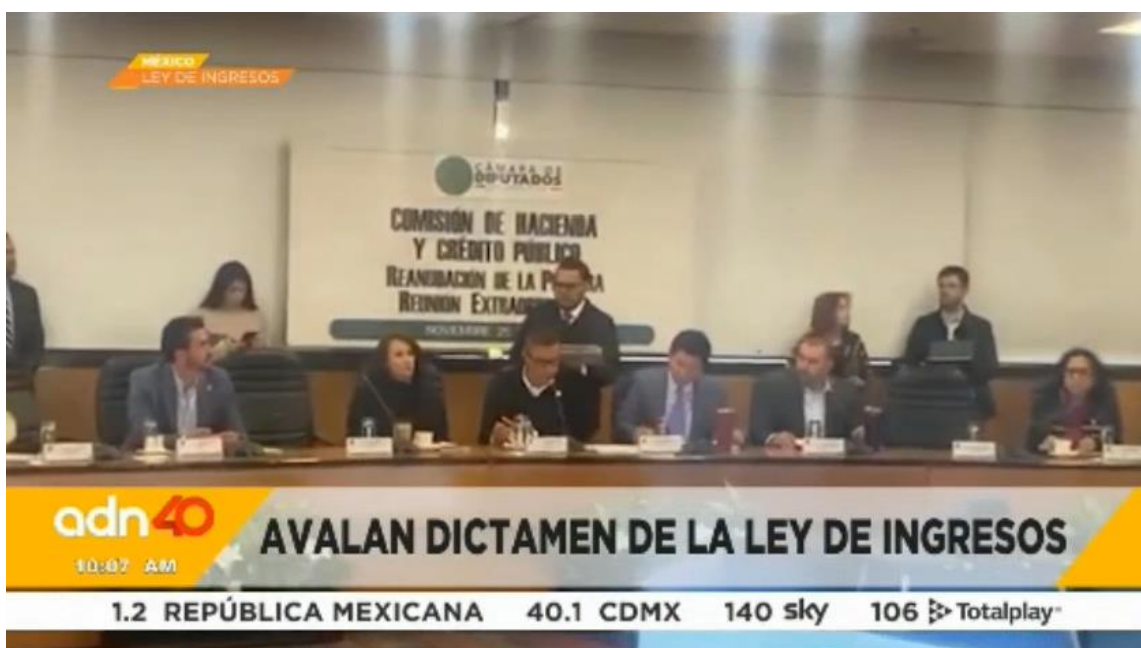 MÉXICO
LEY DE INGRESOS
CÁMARA DE
DIPUTADOS
COMISIÓN DE HACIENDA
Y CRÉDITO PÚBLICO
REANUDACIÓN DE LA
REUNIÓN
NOVIEMBRE 25
adn40
10:07 AM
AVALAN DICTAMEN DE LA LEY DE INGRESOS
1.2 REPÚBLICA MEXICANA 40.1 CDMX 140 sky 106 Totalplay